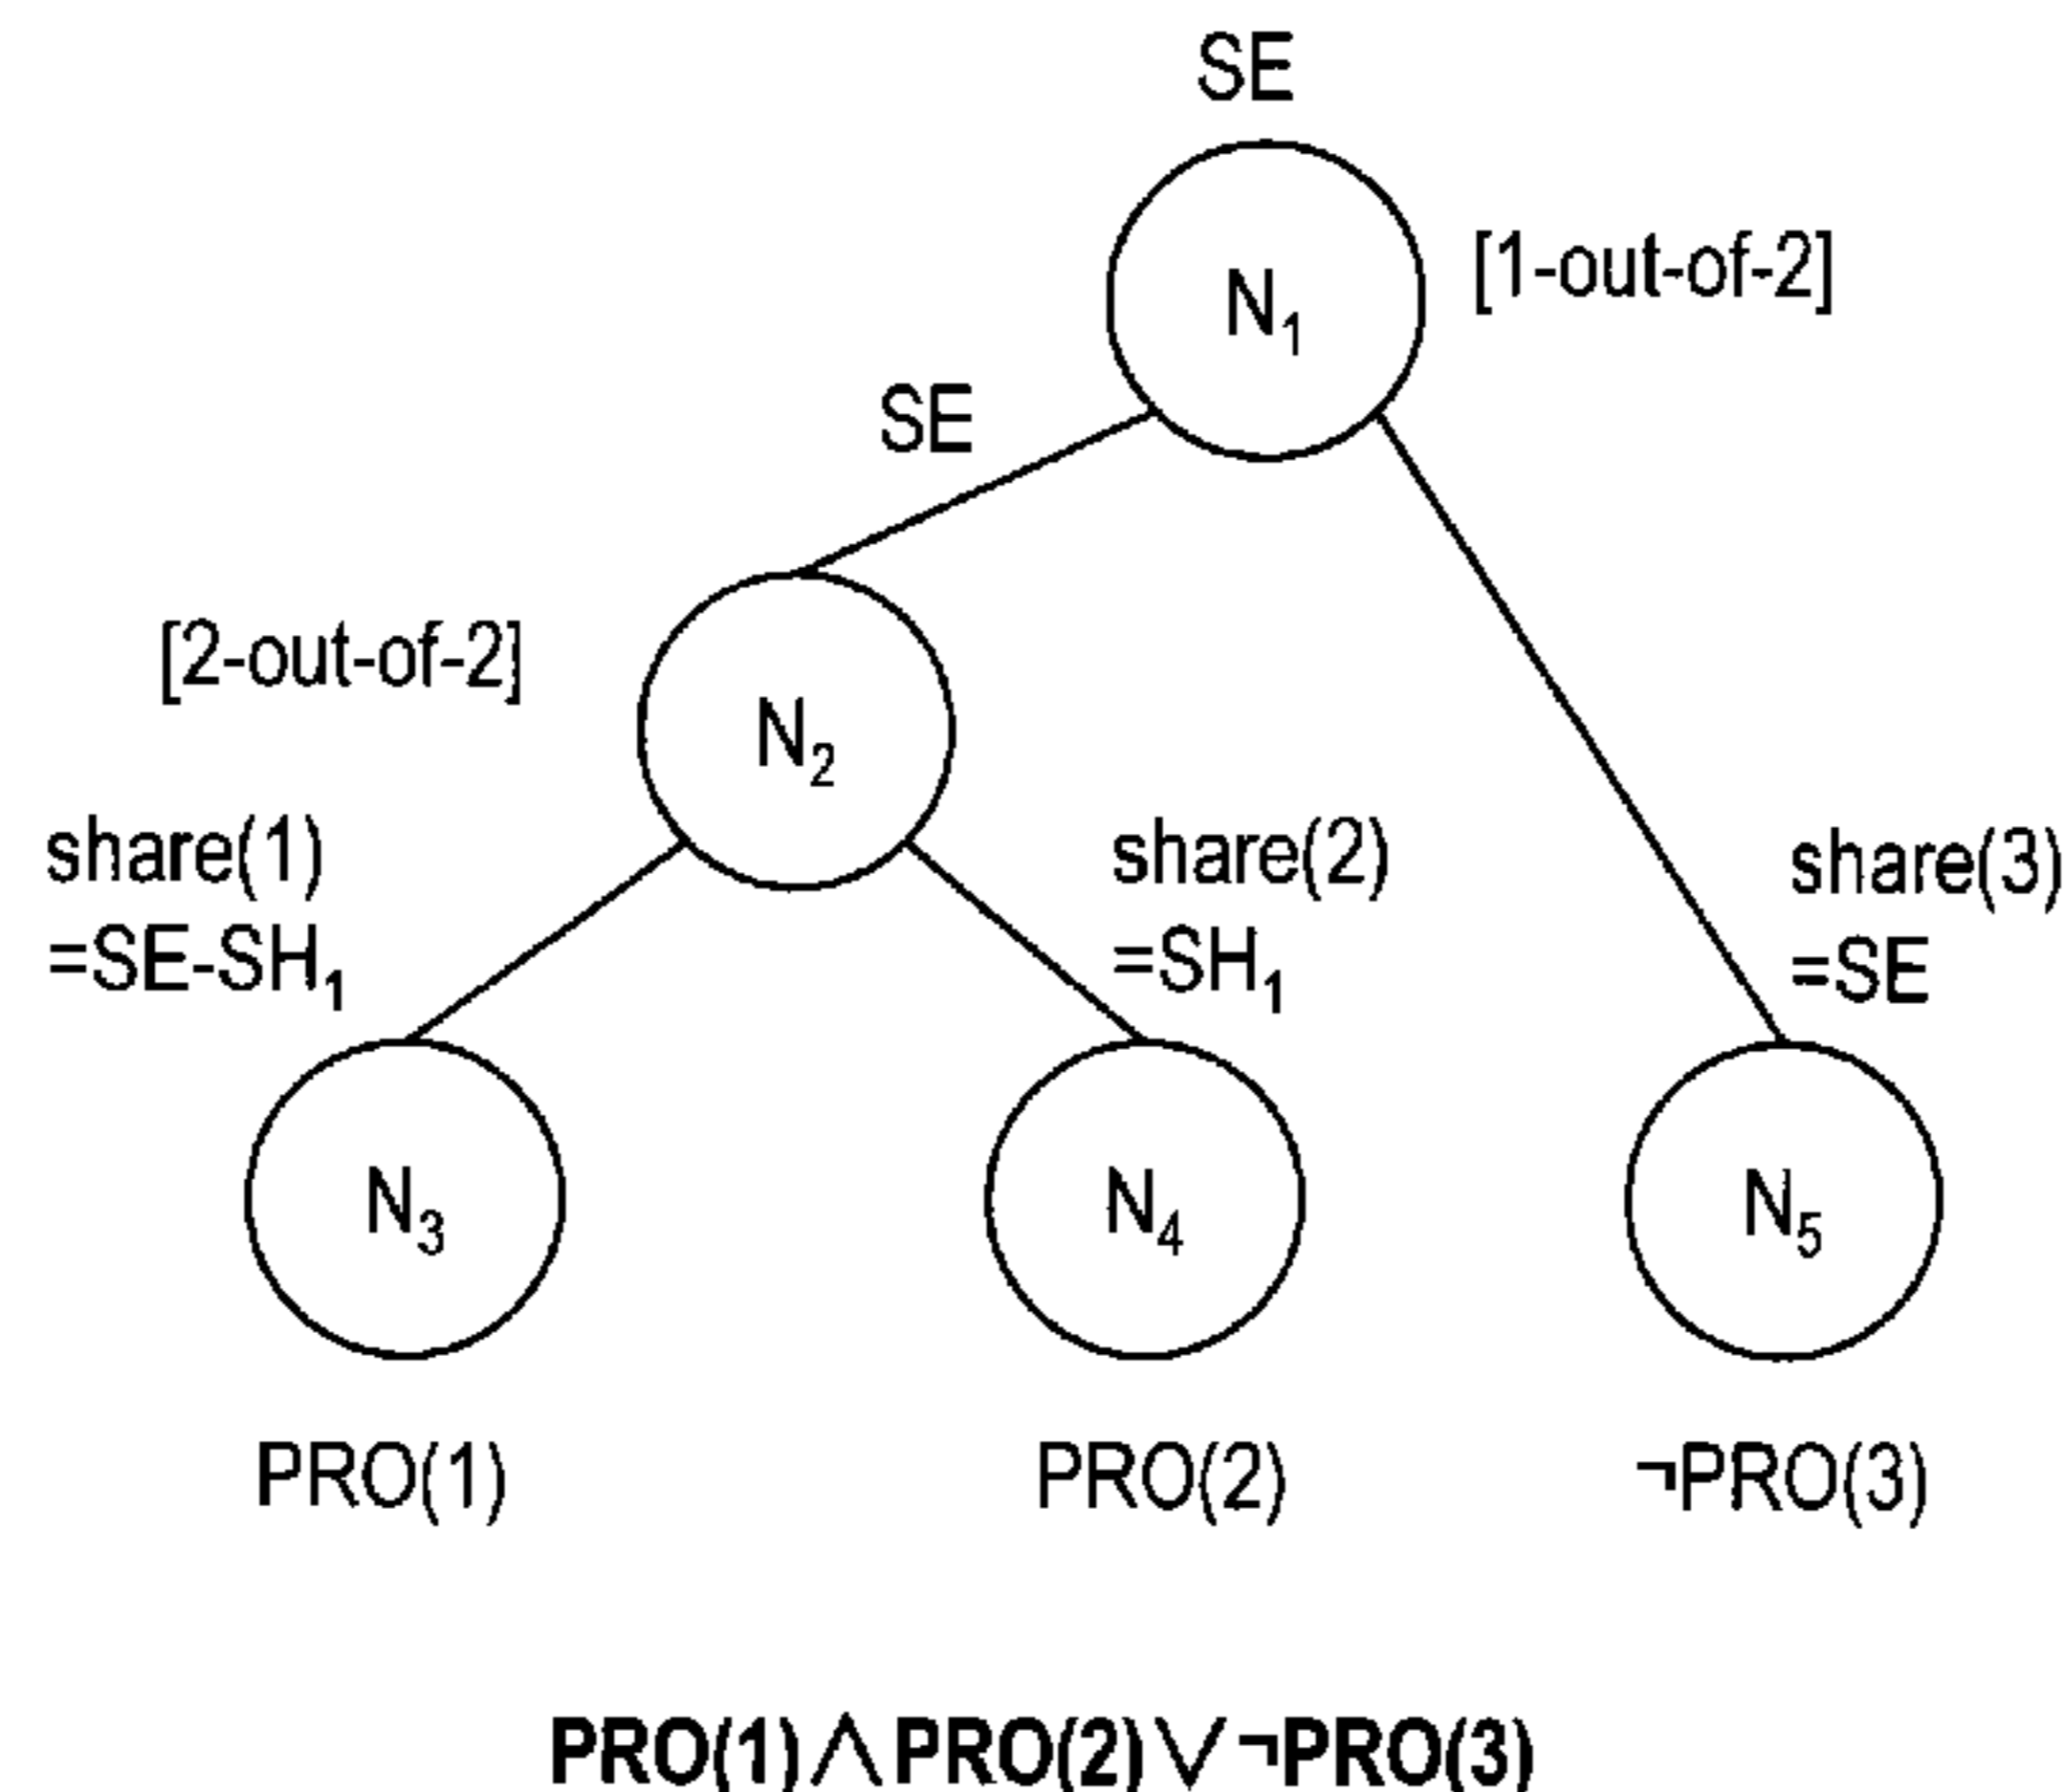 SE
N₁
[1-out-of-2]
SE
[2-out-of-2]
N₂
share(1)
=SE-SH₁
share(2)
=SH₁
share(3)
=SE
N₃
N₄
N₅
PRO(1)
PRO(2)
¬PRO(3)
PRO(1)∧PRO(2)∨¬PRO(3)